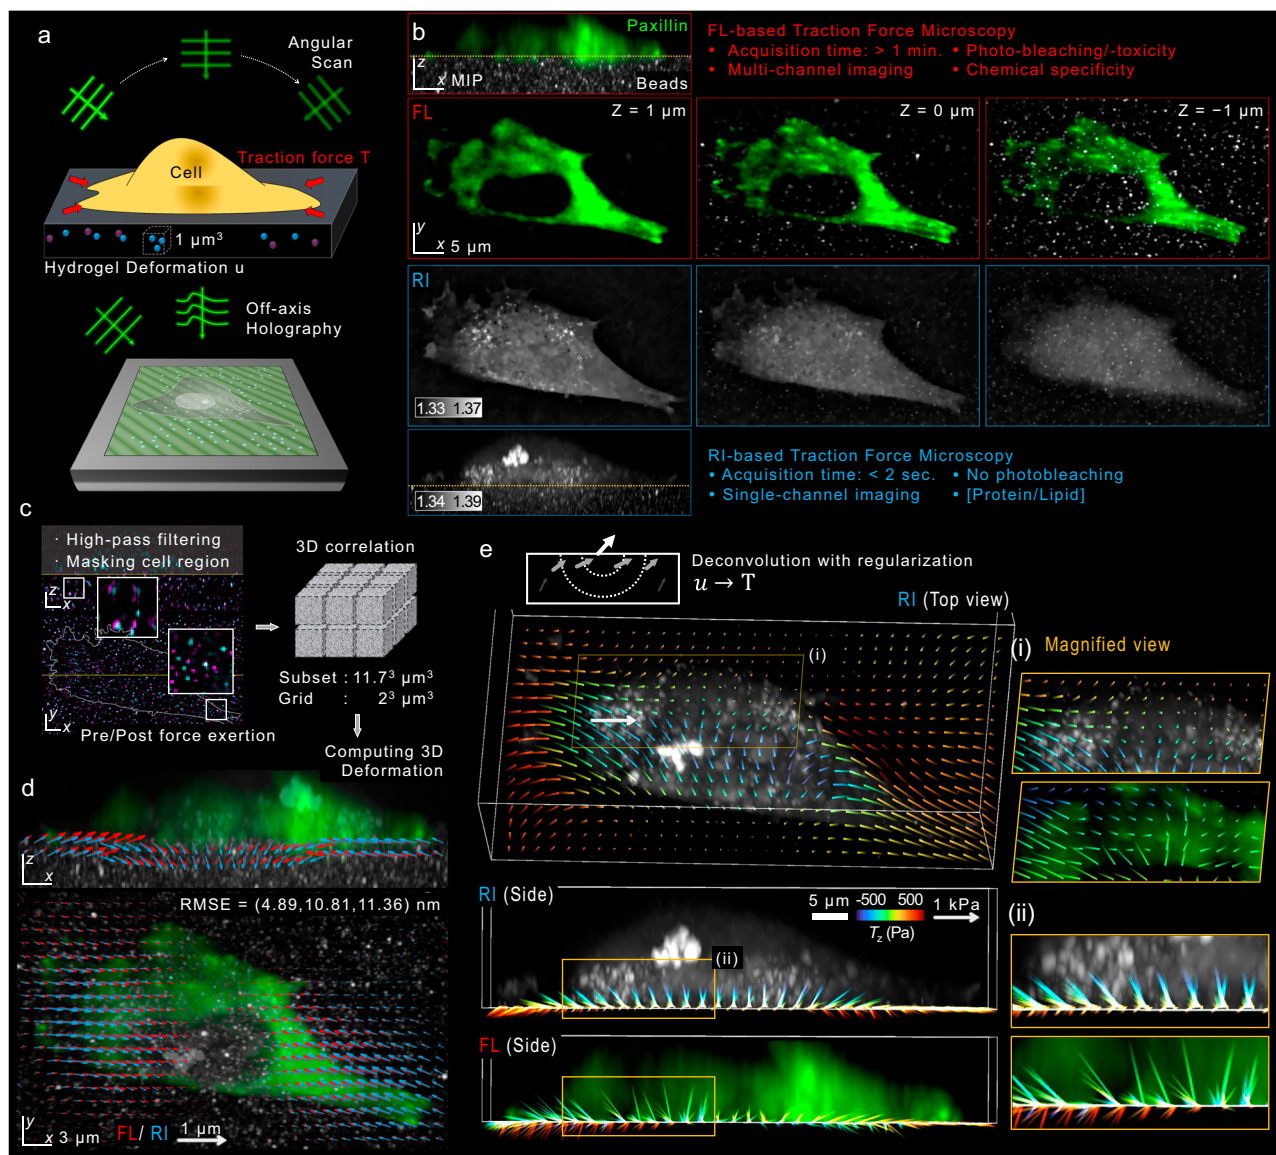 a
Angular
Scan
Traction force T
Cell
1 μm³
Hydrogel Deformation u
Off-axis
Holography
b
Paxillin
z
x MIP
Beads
FL-based Traction Force Microscopy
• Acquisition time: > 1 min.
• Photo-bleaching/-toxicity
• Multi-channel imaging
• Chemical specificity
FL
Z = 1 μm
Z = 0 μm
Z = −1 μm
y
x 5 μm
RI
1.33 1.37
1.34 1.39
RI-based Traction Force Microscopy
• Acquisition time: < 2 sec.
• No photobleaching
• Single-channel imaging
• [Protein/Lipid]
c
· High-pass filtering
· Masking cell region
z
x
y
x
Pre/Post force exertion
3D correlation
Subset : 11.7³ μm³
Grid : 2³ μm³
Computing 3D
Deformation
d
z
x
RMSE = (4.89,10.81,11.36) nm
y
x 3 μm
FL/ RI
1 μm
e
Deconvolution with regularization
u → T
RI (Top view)
(i)
(i) Magnified view
RI (Side)
5 μm
-500 500
Tz (Pa)
1 kPa
(ii)
(ii)
FL (Side)